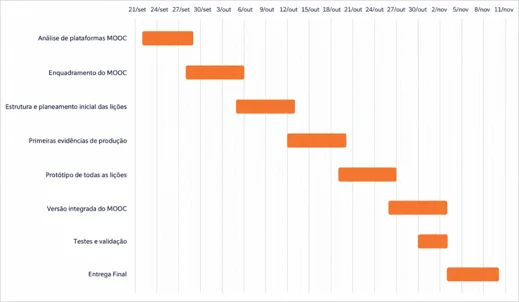 21/set 24/set 27/set 30/set 3/out 6/out 9/out 12/out 15/out 18/out 21/out 24/out 27/out 30/out 2/nov 5/nov 8/nov 11/nov
Análise de plataformas MOOC
Enquadramento do MOOC
Estrutura e planeamento inicial das lições
Primeiras evidências de produção
Protótipo de todas as lições
Versão integrada do MOOC
Testes e validação
Entrega Final